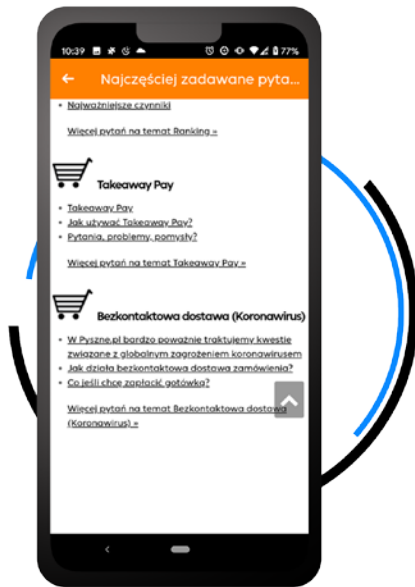 10:39 77%
Najczęściej zadawane pyta...
Najważniejsze czynniki
Więcej pytań na temat Ranking »
Takeaway Pay
Takeaway Pay
Jak używać Takeaway Pay?
Pytania, problemy, pomysły?
Więcej pytań na temat Takeaway Pay »
Bezkontaktowa dostawa (Koronawirus)
W Pyszne.pl bardzo poważnie traktujemy kwestie
związane z globalnym zagrożeniem koronawirusem
Jak działa bezkontaktowa dostawa zamówienia?
Co jeśli chcę zapłacić gotówką?
Więcej pytań na temat Bezkontaktowa dostawa
(Koronawirus) »